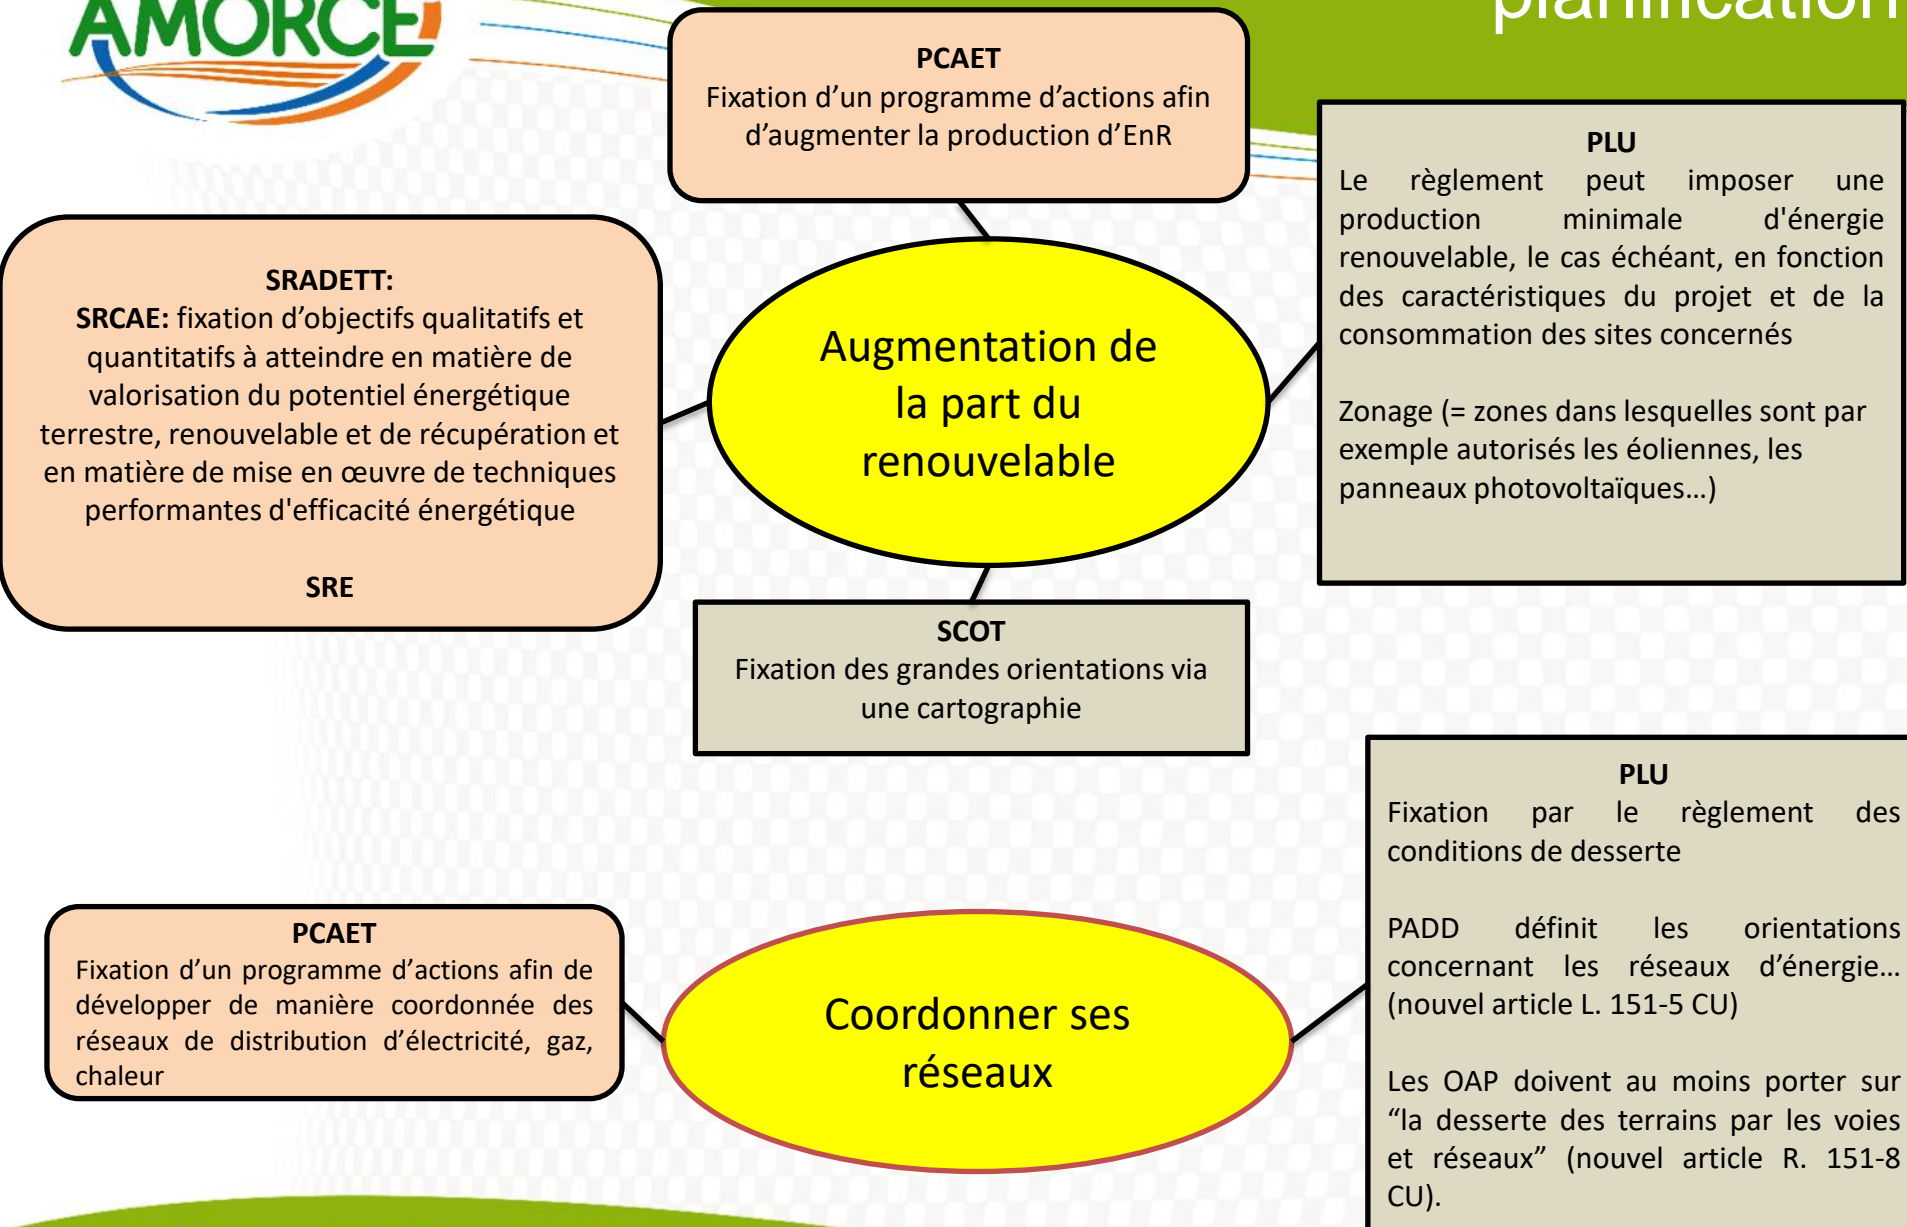 AMORCE
planification
PCAET
Fixation d’un programme d’actions afin
d’augmenter la production d’EnR
PLU
Le règlement peut imposer une
production minimale d'énergie
renouvelable, le cas échéant, en fonction
des caractéristiques du projet et de la
consommation des sites concernés
Zonage (= zones dans lesquelles sont par
exemple autorisés les éoliennes, les
panneaux photovoltaïques…)
SRADETT:
SRCAE: fixation d’objectifs qualitatifs et
quantitatifs à atteindre en matière de
valorisation du potentiel énergétique
terrestre, renouvelable et de récupération et
en matière de mise en œuvre de techniques
performantes d'efficacité énergétique
SRE
Augmentation de
la part du
renouvelable
SCOT
Fixation des grandes orientations via
une cartographie
PLU
Fixation par le règlement des
conditions de desserte
PADD définit les orientations
concernant les réseaux d’énergie…
(nouvel article L. 151-5 CU)
Les OAP doivent au moins porter sur
“la desserte des terrains par les voies
et réseaux” (nouvel article R. 151-8
CU).
PCAET
Fixation d’un programme d’actions afin de
développer de manière coordonnée des
réseaux de distribution d’électricité, gaz,
chaleur
Coordonner ses
réseaux